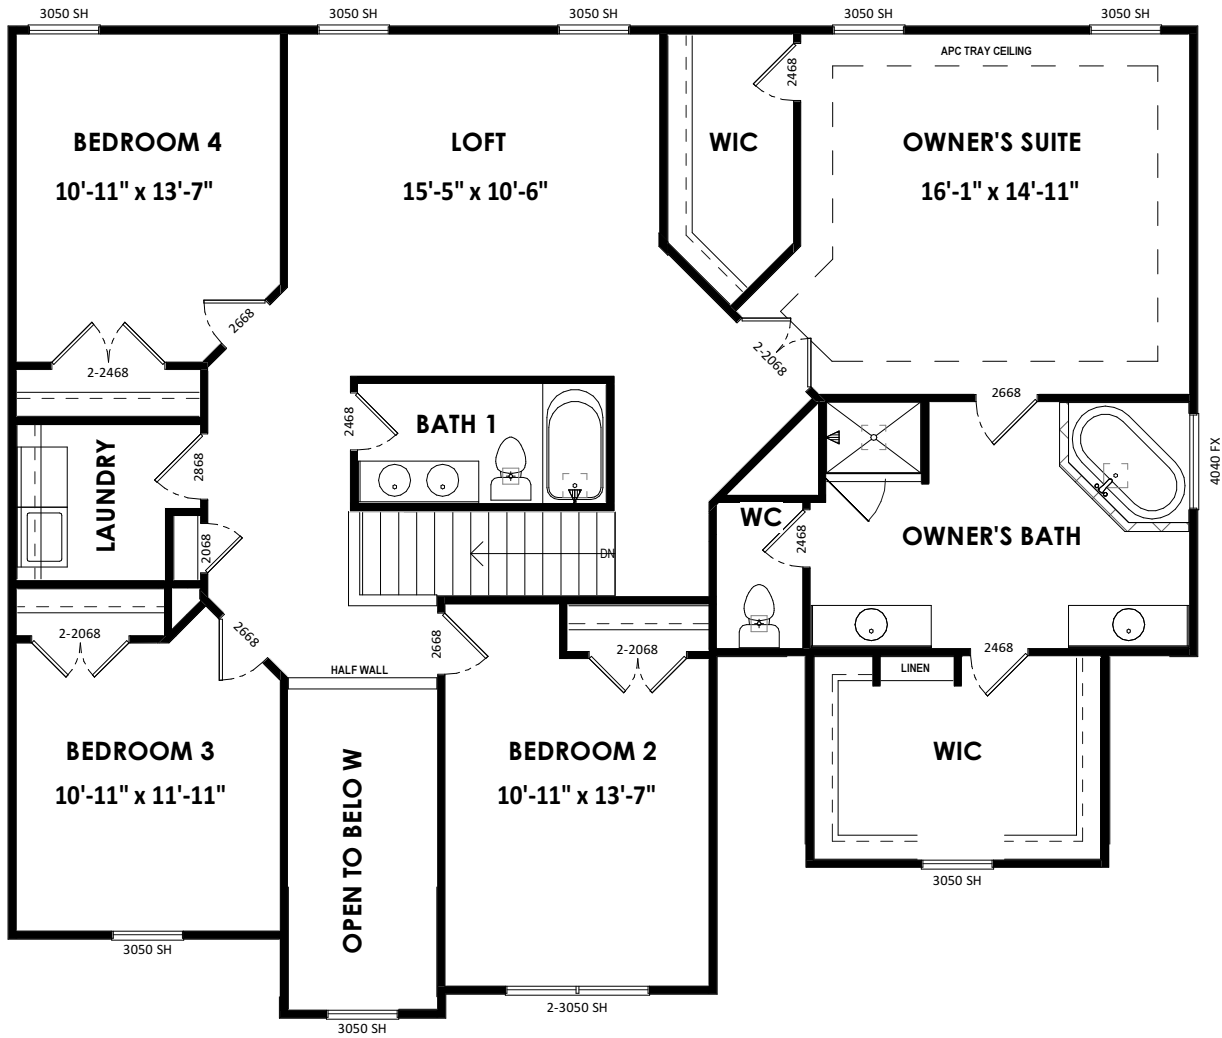 3050 SH
3050 SH
3050 SH
3050 SH
3050 SH
APC TRAY CEILING
2468
BEDROOM 4
10'-11" x 13'-7"
LOFT
15'-5" x 10'-6"
WIC
OWNER'S SUITE
16'-1" x 14'-11"
2668
2-2468
2-2068
2668
2468
BATH 1
4040 FX
LAUNDRY
2868
2068
DN
WC
2468
OWNER'S BATH
2-2068
2668
HALF WALL
2668
2-2068
2468
LINEN
BEDROOM 3
10'-11" x 11'-11"
OPEN TO BELO W
BEDROOM 2
10'-11" x 13'-7"
WIC
3050 SH
3050 SH
2-3050 SH
3050 SH